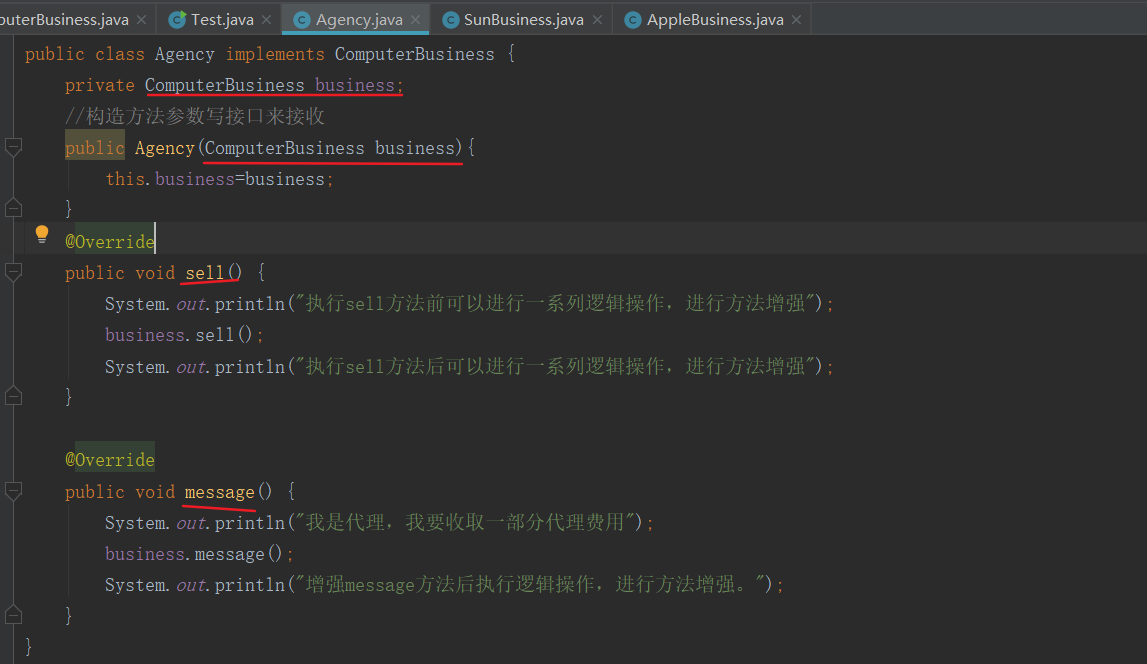 puterBusiness.java × Test.java × Agency.java × SunBusiness.java × AppleBusiness.java ×
public class Agency implements ComputerBusiness {
private ComputerBusiness business;
//构造方法参数写接口来接收
public Agency(ComputerBusiness business){
this.business=business;
}
@Override
public void sell() {
System.out.println("执行sell方法前可以进行一系列逻辑操作，进行方法增强");
business.sell();
System.out.println("执行sell方法后可以进行一系列逻辑操作，进行方法增强");
}
@Override
public void message() {
System.out.println("我是代理，我要收取一部分代理费用");
business.message();
System.out.println("增强message方法后执行逻辑操作，进行方法增强。");
}
}